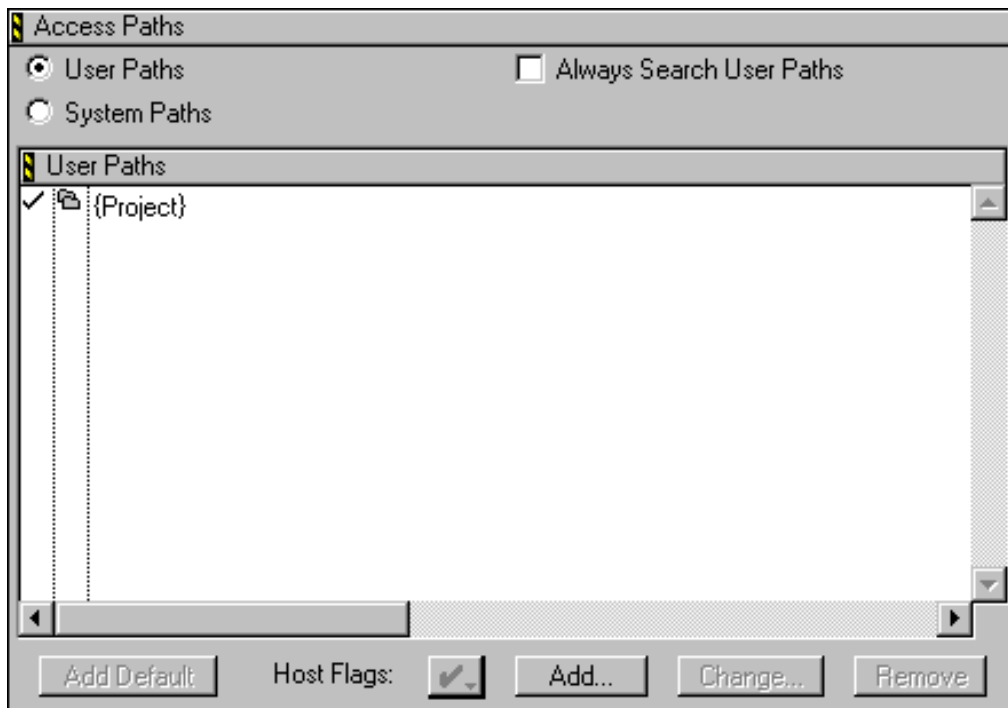 Access Paths
User Paths
Always Search User Paths
System Paths
User Paths
{Project}
Add Default
Host Flags:
Add...
Change...
Remove